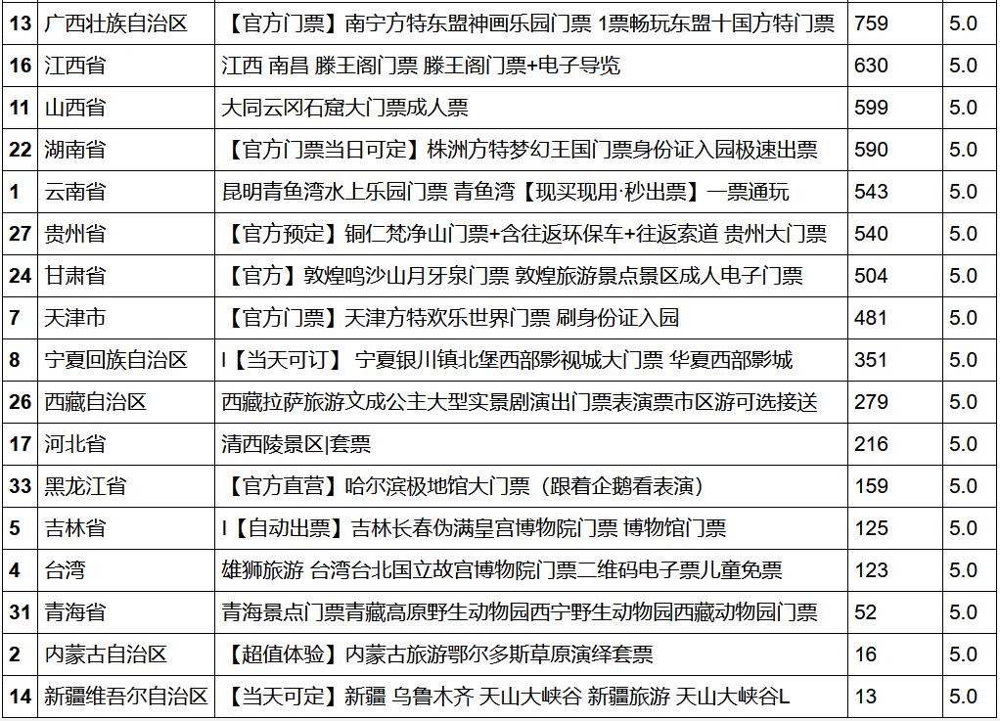 13 广西壮族自治区 【官方门票】南宁方特东盟神画乐园门票 1票畅玩东盟十国方特门票 759 5.0
16 江西省 江西 南昌 滕王阁门票 滕王阁门票+电子导览 630 5.0
11 山西省 大同云冈石窟大门票成人票 599 5.0
22 湖南省 【官方门票当日可定】株洲方特梦幻王国门票身份证入园极速出票 590 5.0
1 云南省 昆明青鱼湾水上乐园门票 青鱼湾【现买现用·秒出票】一票通玩 543 5.0
27 贵州省 【官方预定】铜仁梵净山门票+含往返环保车+往返索道 贵州大门票 540 5.0
24 甘肃省 【官方】敦煌鸣沙山月牙泉门票 敦煌旅游景点景区成人电子门票 504 5.0
7 天津市 【官方门票】天津方特欢乐世界门票 刷身份证入园 481 5.0
8 宁夏回族自治区 I【当天可订】 宁夏银川镇北堡西部影视城大门票 华夏西部影城 351 5.0
26 西藏自治区 西藏拉萨旅游文成公主大型实景剧演出门票表演票市区游可选接送 279 5.0
17 河北省 清西陵景区|套票 216 5.0
33 黑龙江省 【官方直营】哈尔滨极地馆大门票（跟着企鹅看表演） 159 5.0
5 吉林省 I【自动出票】吉林长春伪满皇宫博物院门票 博物馆门票 125 5.0
4 台湾 雄狮旅游 台湾台北国立故宫博物院门票二维码电子票儿童免票 123 5.0
31 青海省 青海景点门票青藏高原野生动物园西宁野生动物园西藏动物园门票 52 5.0
2 内蒙古自治区 【超值体验】内蒙古旅游鄂尔多斯草原演绎套票 16 5.0
14 新疆维吾尔自治区 【当天可定】新疆 乌鲁木齐 天山大峡谷 新疆旅游 天山大峡谷L 13 5.0